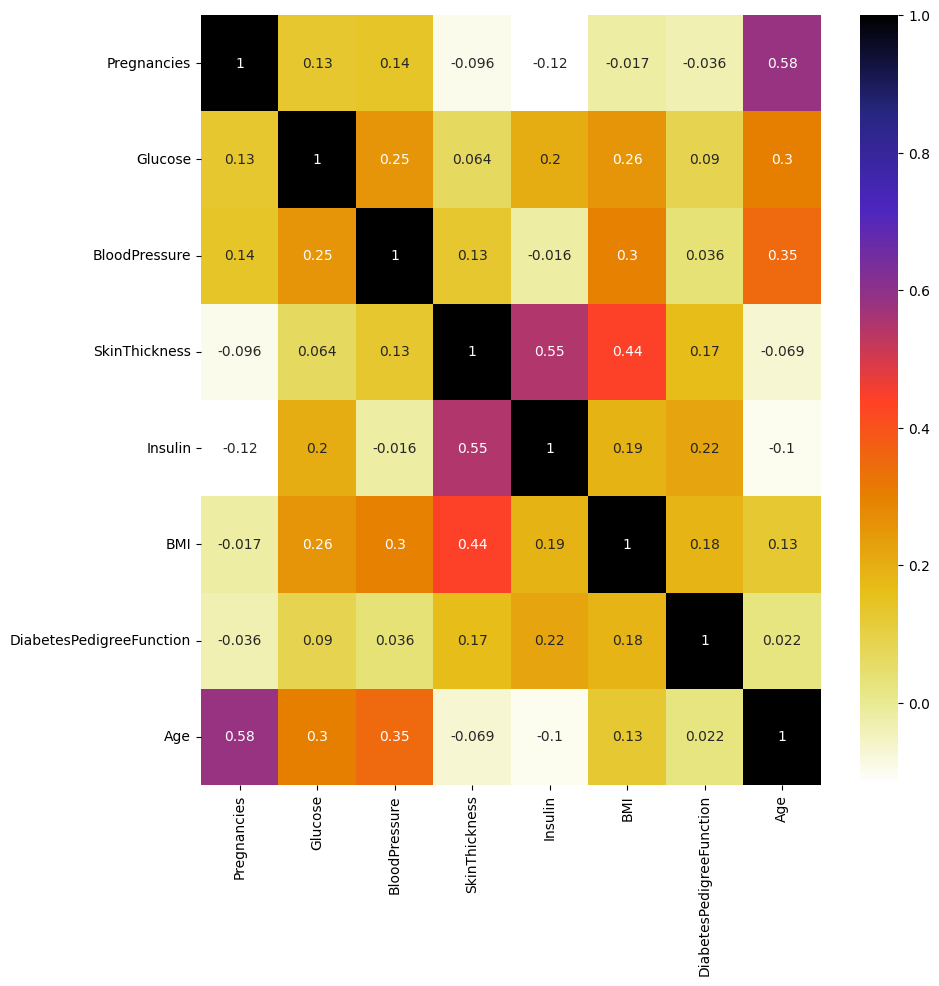 1.0
Pregnancies 1 0.13 0.14 -0.096 -0.12 -0.017 -0.036 0.58
0.8
Glucose 0.13 1 0.25 0.064 0.2 0.26 0.09 0.3
BloodPressure 0.14 0.25 1 0.13 -0.016 0.3 0.036 0.35
0.6
SkinThickness -0.096 0.064 0.13 1 0.55 0.44 0.17 -0.069
0.4
Insulin -0.12 0.2 -0.016 0.55 1 0.19 0.22 -0.1
BMI -0.017 0.26 0.3 0.44 0.19 1 0.18 0.13
0.2
DiabetesPedigreeFunction -0.036 0.09 0.036 0.17 0.22 0.18 1 0.022
0.0
Age 0.58 0.3 0.35 -0.069 -0.1 0.13 0.022 1
Pregnancies
Glucose
BloodPressure
SkinThickness
Insulin
BMI
DiabetesPedigreeFunction
Age